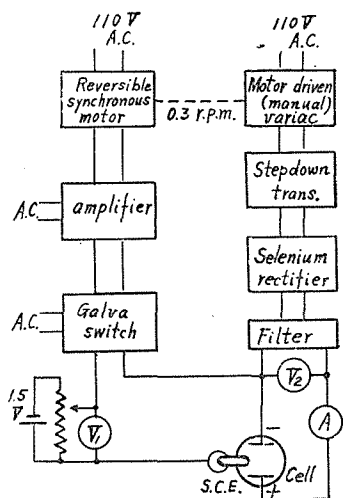 110 V
A.C.
110 V
A.C.
Reversible
synchronous
motor
0.3 r.p.m.
Motor driven
(manual)
variac
Stepdown
trans.
A.C.
amplifier
Selenium
rectifier
A.C.
Galva
switch
Filter
1.5
V
V1
V2
A
S.C.E.
Cell
−
+